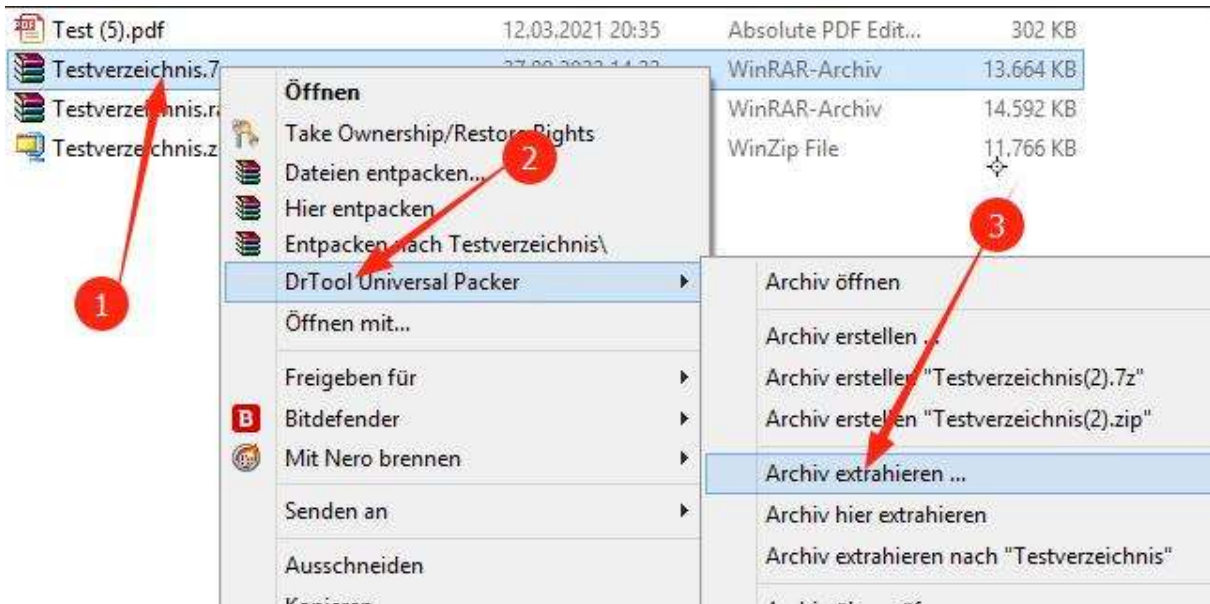 Test (5).pdf 12.03.2021 20:35 Absolute PDF Edit... 302 KB
Testverzeichnis.7 WinRAR-Archiv 13.664 KB
Testverzeichnis.ra WinRAR-Archiv 14.592 KB
Testverzeichnis.z WinZip File 11.766 KB
Öffnen
Take Ownership/Restore Rights
2
Dateien entpacken...
Hier entpacken
3
Entpacken nach Testverzeichnis\
DrTool Universal Packer
1
Öffnen mit...
Freigeben für
B Bitdefender
Mit Nero brennen
Senden an
Ausschneiden
Kopieren
Archiv öffnen
Archiv erstellen ...
Archiv erstellen "Testverzeichnis(2).7z"
Archiv erstellen "Testverzeichnis(2).zip"
Archiv extrahieren ...
Archiv hier extrahieren
Archiv extrahieren nach "Testverzeichnis"